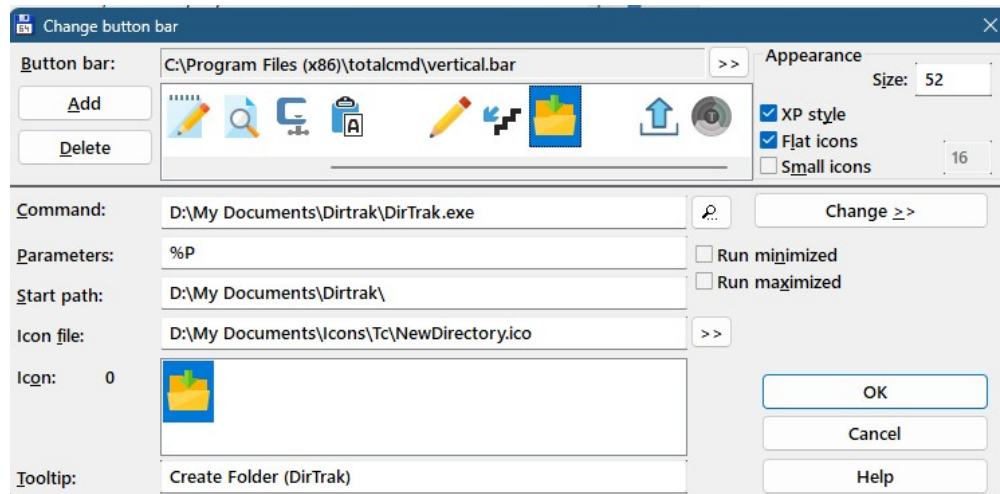 Change button bar
Button bar:
C:\Program Files (x86)\totalcmd\vertical.bar
>>
Appearance
Size: 52
Add
Delete
XP style
Flat icons
Small icons
16
Command:
D:\My Documents\Dirtrak\DirTrak.exe
Change >>
Parameters:
%P
Run minimized
Start path:
D:\My Documents\Dirtrak\
Run maximized
Icon file:
D:\My Documents\Icons\Tc\NewDirectory.ico
>>
Icon: 0
OK
Cancel
Tooltip:
Create Folder (DirTrak)
Help